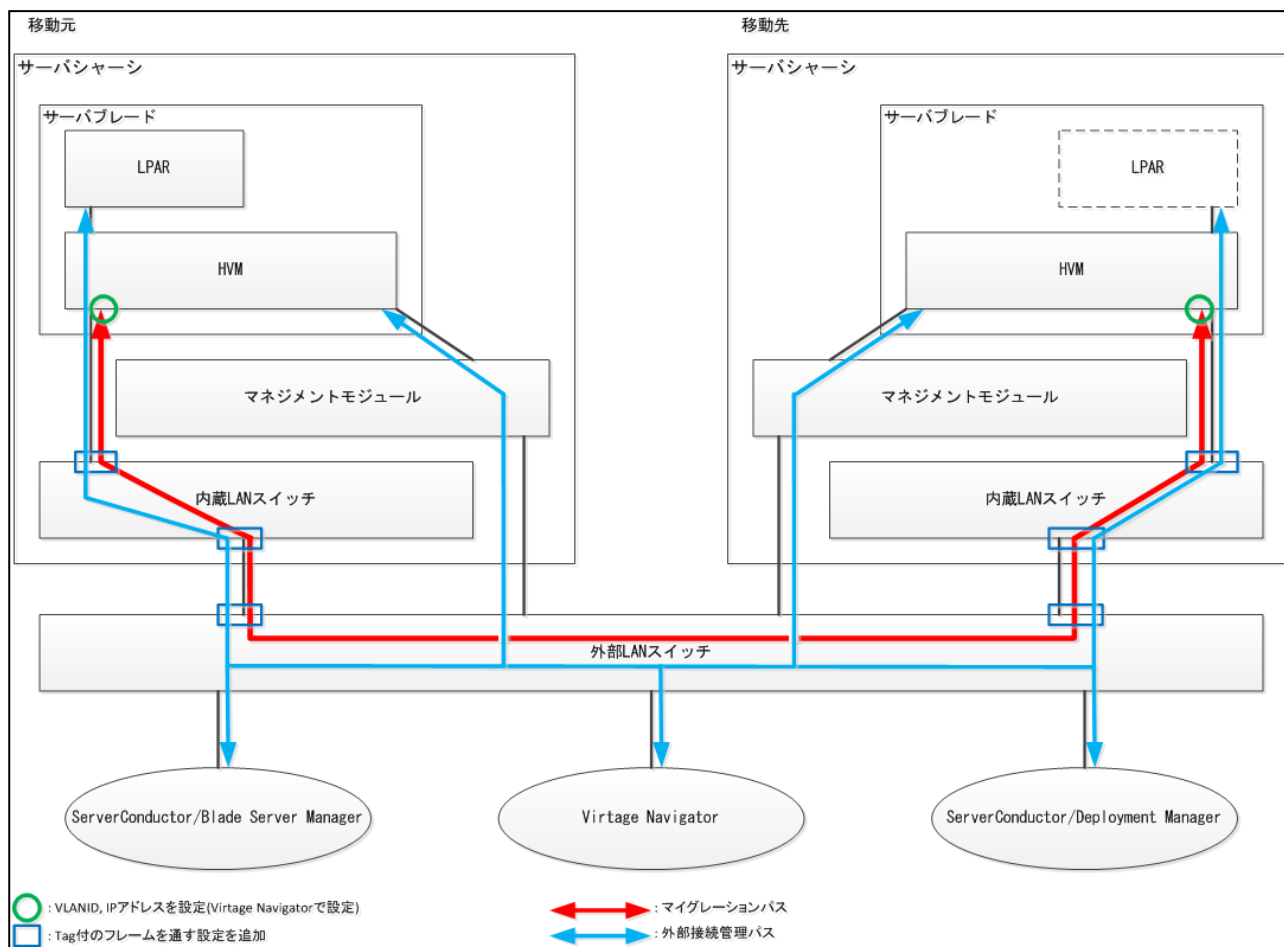 移動元
移動先
サーバシャーシ
サーバシャーシ
サーバブレード
サーバブレード
LPAR
LPAR
HVM
HVM
マネジメントモジュール
マネジメントモジュール
内蔵LANスイッチ
内蔵LANスイッチ
外部LANスイッチ
ServerConductor/Blade Server Manager
Virtage Navigator
ServerConductor/Deployment Manager
: VLANID, IPアドレスを設定(Virtage Navigatorで設定)
: マイグレーションパス
: Tag付のフレームを通す設定を追加
: 外部接続管理パス